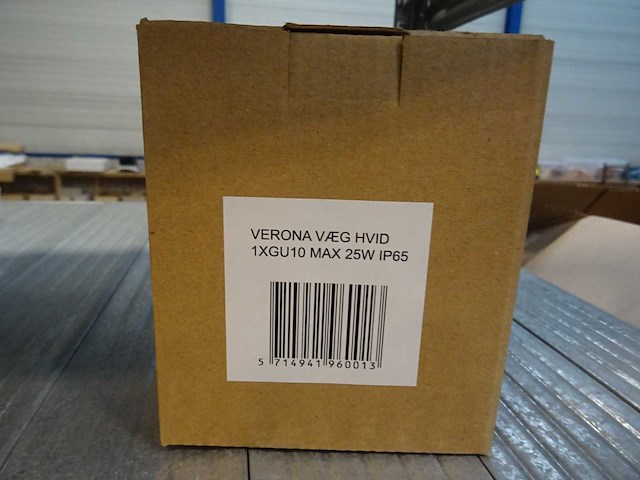 VERONA VÆG HVID
1XGU10 MAX 25W IP65
5 714941 960013